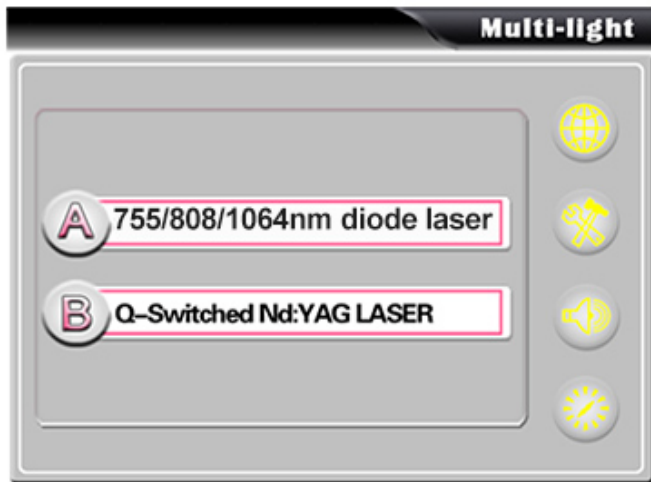 Multi-light
A 755/808/1064nm diode laser
B Q-Switched Nd:YAG LASER